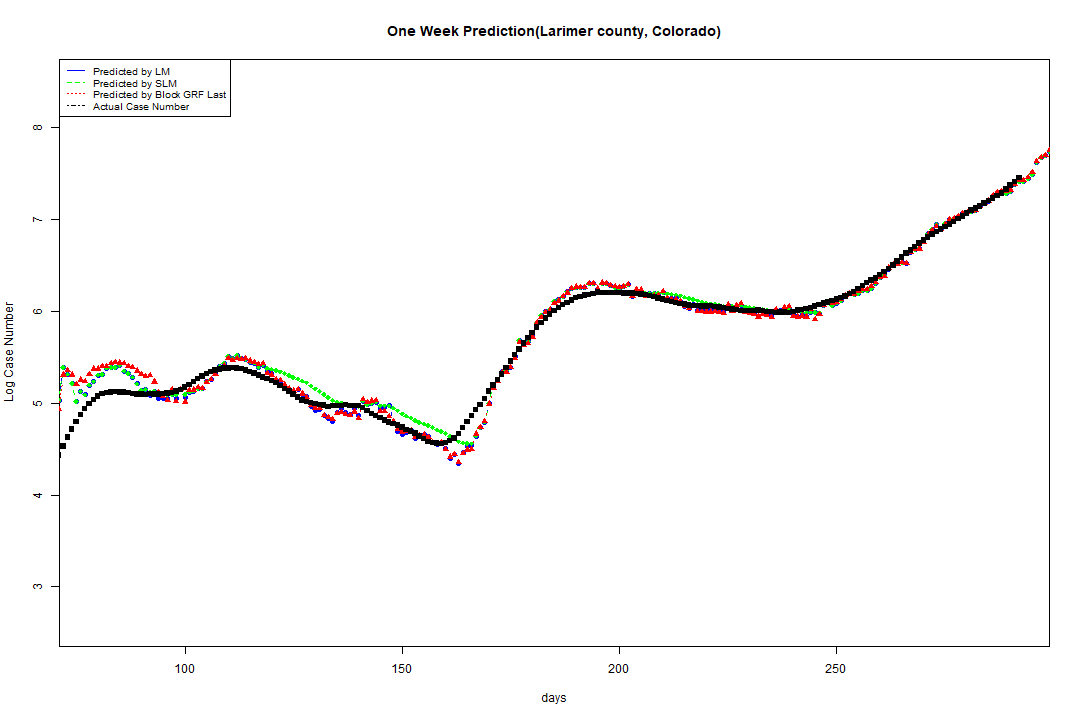 One Week Prediction(Larimer county, Colorado)
Predicted by LM
Predicted by SLM
Predicted by Block GRF Last
Actual Case Number
8
7
6
5
4
3
Log Case Number
100 150 200 250
days